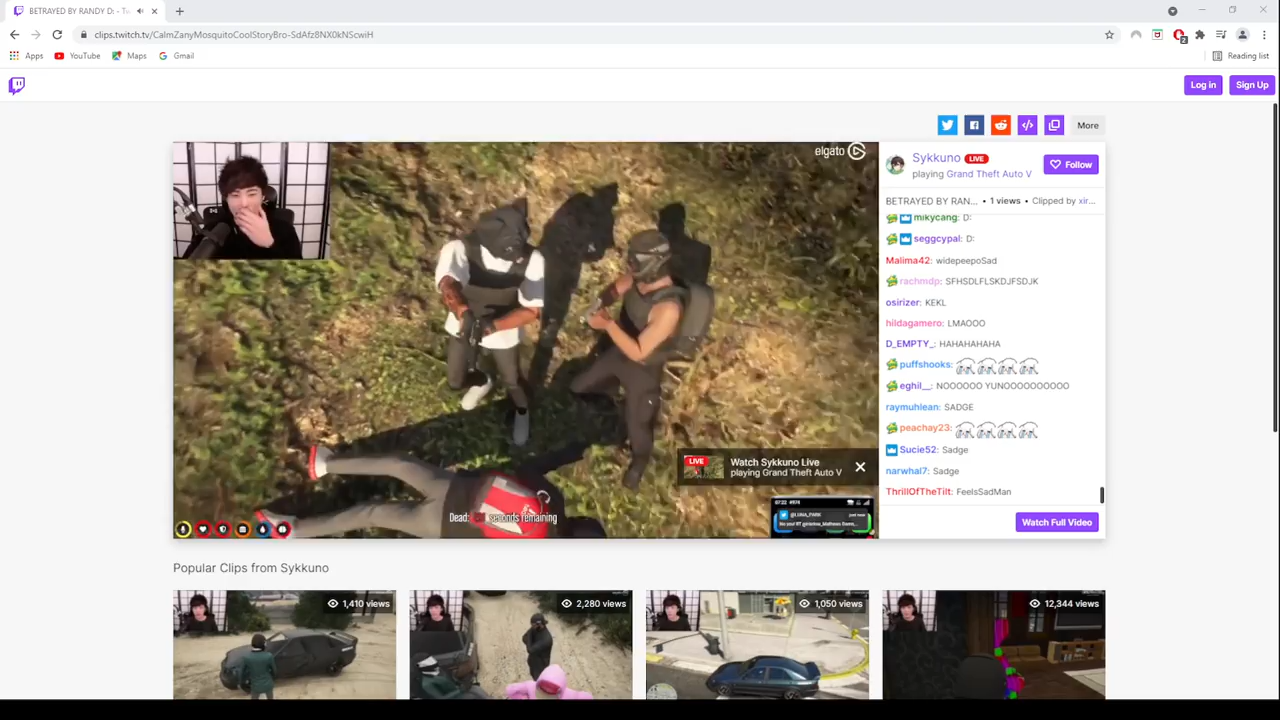 BETRAYED BY RANDY D: - Tw
clips.twitch.tv/CalmZanyMosquitoCoolStoryBro-SdAfz8NX0kNScwiH
Apps YouTube Maps Gmail Reading list
Log in Sign Up
More
elgato
Sykkuno LIVE
Follow
playing Grand Theft Auto V
BETRAYED BY RAN... • 1 views • Clipped by xir...
mikycang: D:
seggcypal: D:
Malima42: widepeepoSad
rachmdp: SFHSDLFLSKDJFSDJK
osirizer: KEKL
hildagamero: LMAOOO
D_EMPTY_: HAHAHAHAHA
puffshooks:
eghil__: NOOOOOO YUNOOOOOOOOOO
raymuhlean: SADGE
peachay23:
Sucie52: Sadge
narwhal7: Sadge
ThrillOfTheTilt: FeelsSadMan
LIVE
Watch Sykkuno Live
playing Grand Theft Auto V
Dead: seconds remaining
@LUNA_PARK
Watch Full Video
Popular Clips from Sykkuno
1,410 views
2,280 views
1,050 views
12,344 views